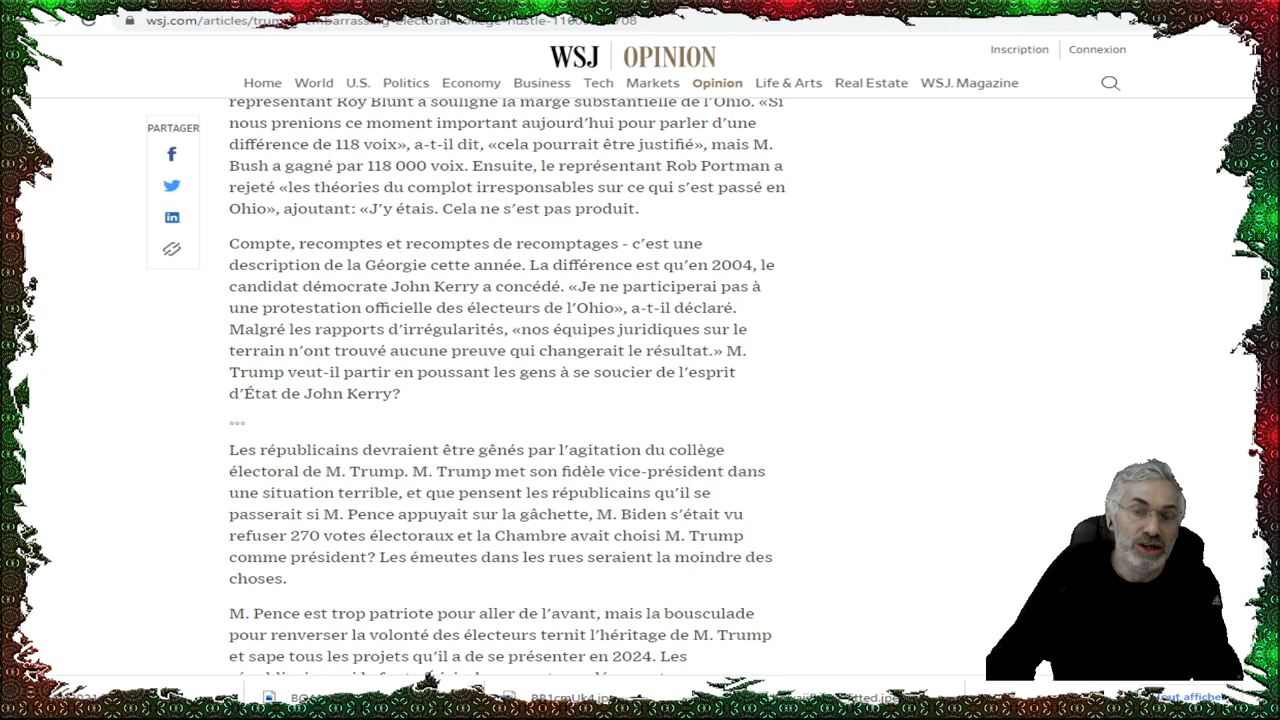 WSJ OPINION
Inscription Connexion
Home World U.S. Politics Economy Business Tech Markets Opinion Life & Arts Real Estate WSJ. Magazine
représentant Roy Blunt a souligné la marge substantielle de l'Ohio. «Si
PARTAGER
nous prenions ce moment important aujourd'hui pour parler d'une
différence de 118 voix», a-t-il dit, «cela pourrait être justifié», mais M.
Bush a gagné par 118 000 voix. Ensuite, le représentant Rob Portman a
rejeté «les théories du complot irresponsables sur ce qui s'est passé en
Ohio», ajoutant: «J'y étais. Cela ne s'est pas produit.
Compte, recomptes et recomptes de recomptages - c'est une
description de la Géorgie cette année. La différence est qu'en 2004, le
candidat démocrate John Kerry a concédé. «Je ne participerai pas à
une protestation officielle des électeurs de l'Ohio», a-t-il déclaré.
Malgré les rapports d'irrégularités, «nos équipes juridiques sur le
terrain n'ont trouvé aucune preuve qui changerait le résultat.» M.
Trump veut-il partir en poussant les gens à se soucier de l'esprit
d'État de John Kerry?
Les républicains devraient être gênés par l'agitation du collège
électoral de M. Trump. M. Trump met son fidèle vice-président dans
une situation terrible, et que pensent les républicains qu'il se
passerait si M. Pence appuyait sur la gâchette, M. Biden s'était vu
refuser 270 votes électoraux et la Chambre avait choisi M. Trump
comme président? Les émeutes dans les rues seraient la moindre des
choses.
M. Pence est trop patriote pour aller de l'avant, mais la bousculade
pour renverser la volonté des électeurs ternit l'héritage de M. Trump
et sape tous les projets qu'il a de se présenter en 2024. Les